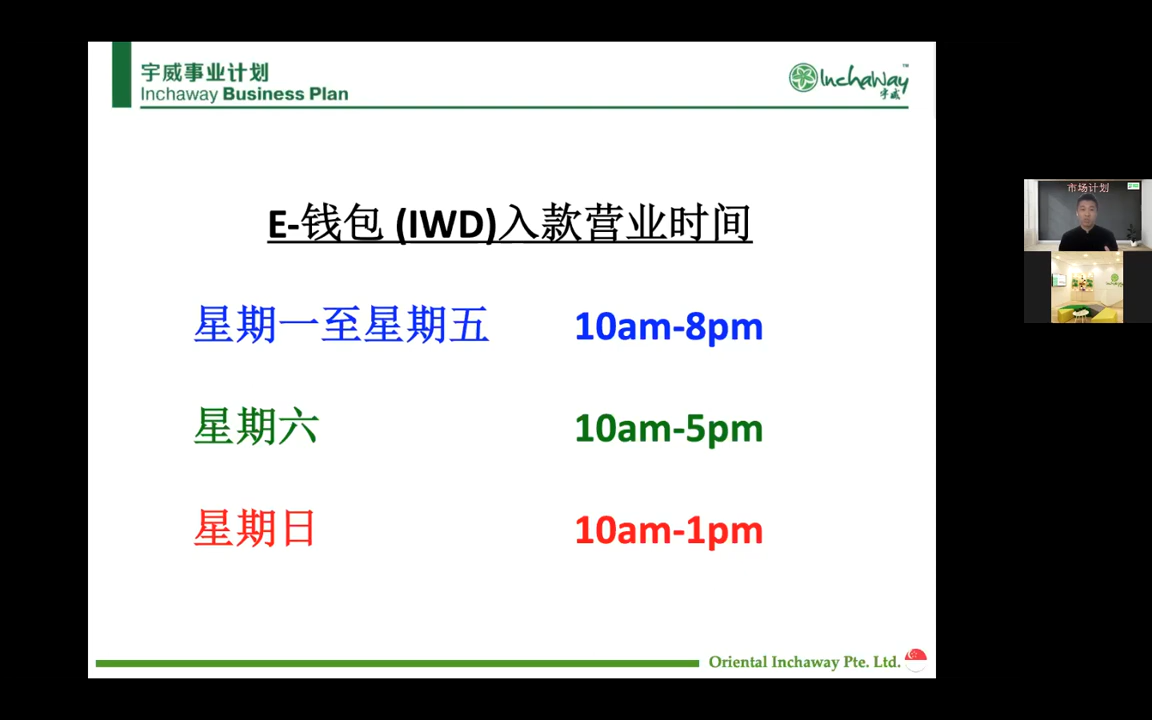 宇威事业计划
Inchaway Business Plan
InchaWay™
宇威
E-钱包 (IWD)入款营业时间
星期一至星期五 10am-8pm
星期六 10am-5pm
星期日 10am-1pm
Oriental Inchaway Pte. Ltd.
市场计划